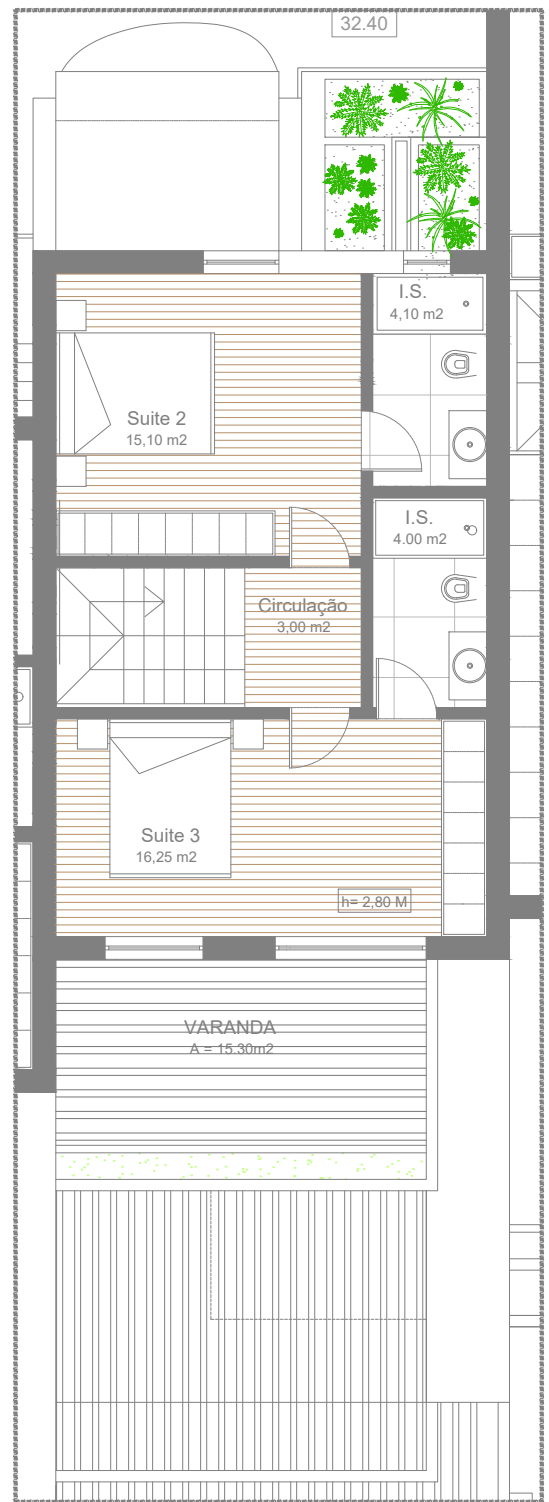 32.40
I.S.
4,10 m2
Suite 2
15,10 m2
I.S.
4.00 m2
Circulação
3,00 m2
Suite 3
16,25 m2
h= 2,80 M
VARANDA
A = 15.30m2